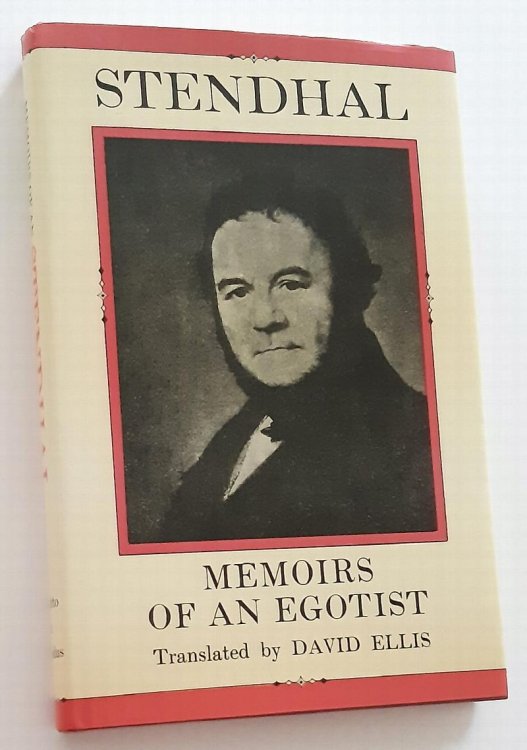 STENDHAL
MEMOIRS
OF AN EGOTIST
Translated by DAVID ELLIS